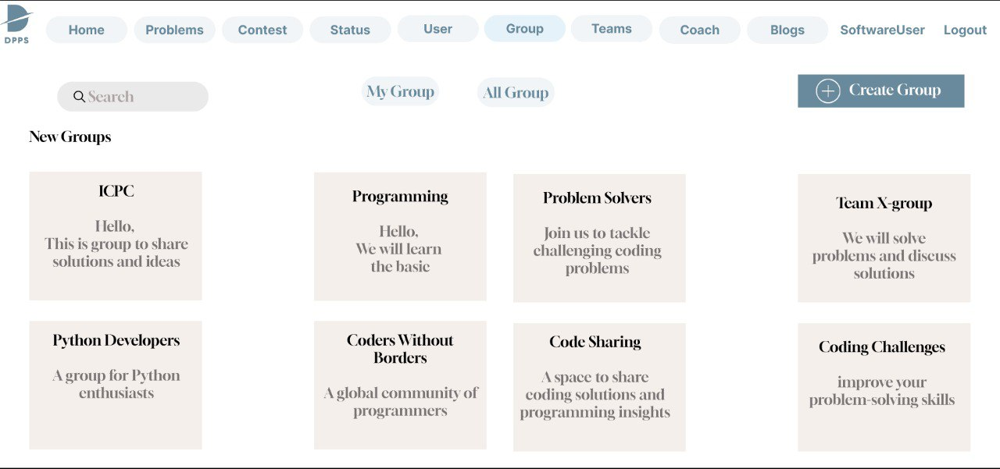 DPPS
Home
Problems
Contest
Status
User
Group
Teams
Coach
Blogs
SoftwareUser
Logout
Search
My Group
All Group
Create Group
New Groups
ICPC
Hello,
This is group to share
solutions and ideas
Programming
Hello,
We will learn
the basic
Problem Solvers
Join us to tackle
challenging coding
problems
Team X-group
We will solve
problems and discuss
solutions
Python Developers
A group for Python
enthusiasts
Coders Without
Borders
A global community of
programmers
Code Sharing
A space to share
coding solutions and
programming insights
Coding Challenges
improve your
problem-solving skills